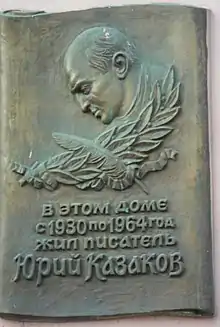 В ЭТОМ ДОМЕ
С 1930 ПО 1964 ГОД
ЖИЛ ПИСАТЕЛЬ
Юрий Казаков